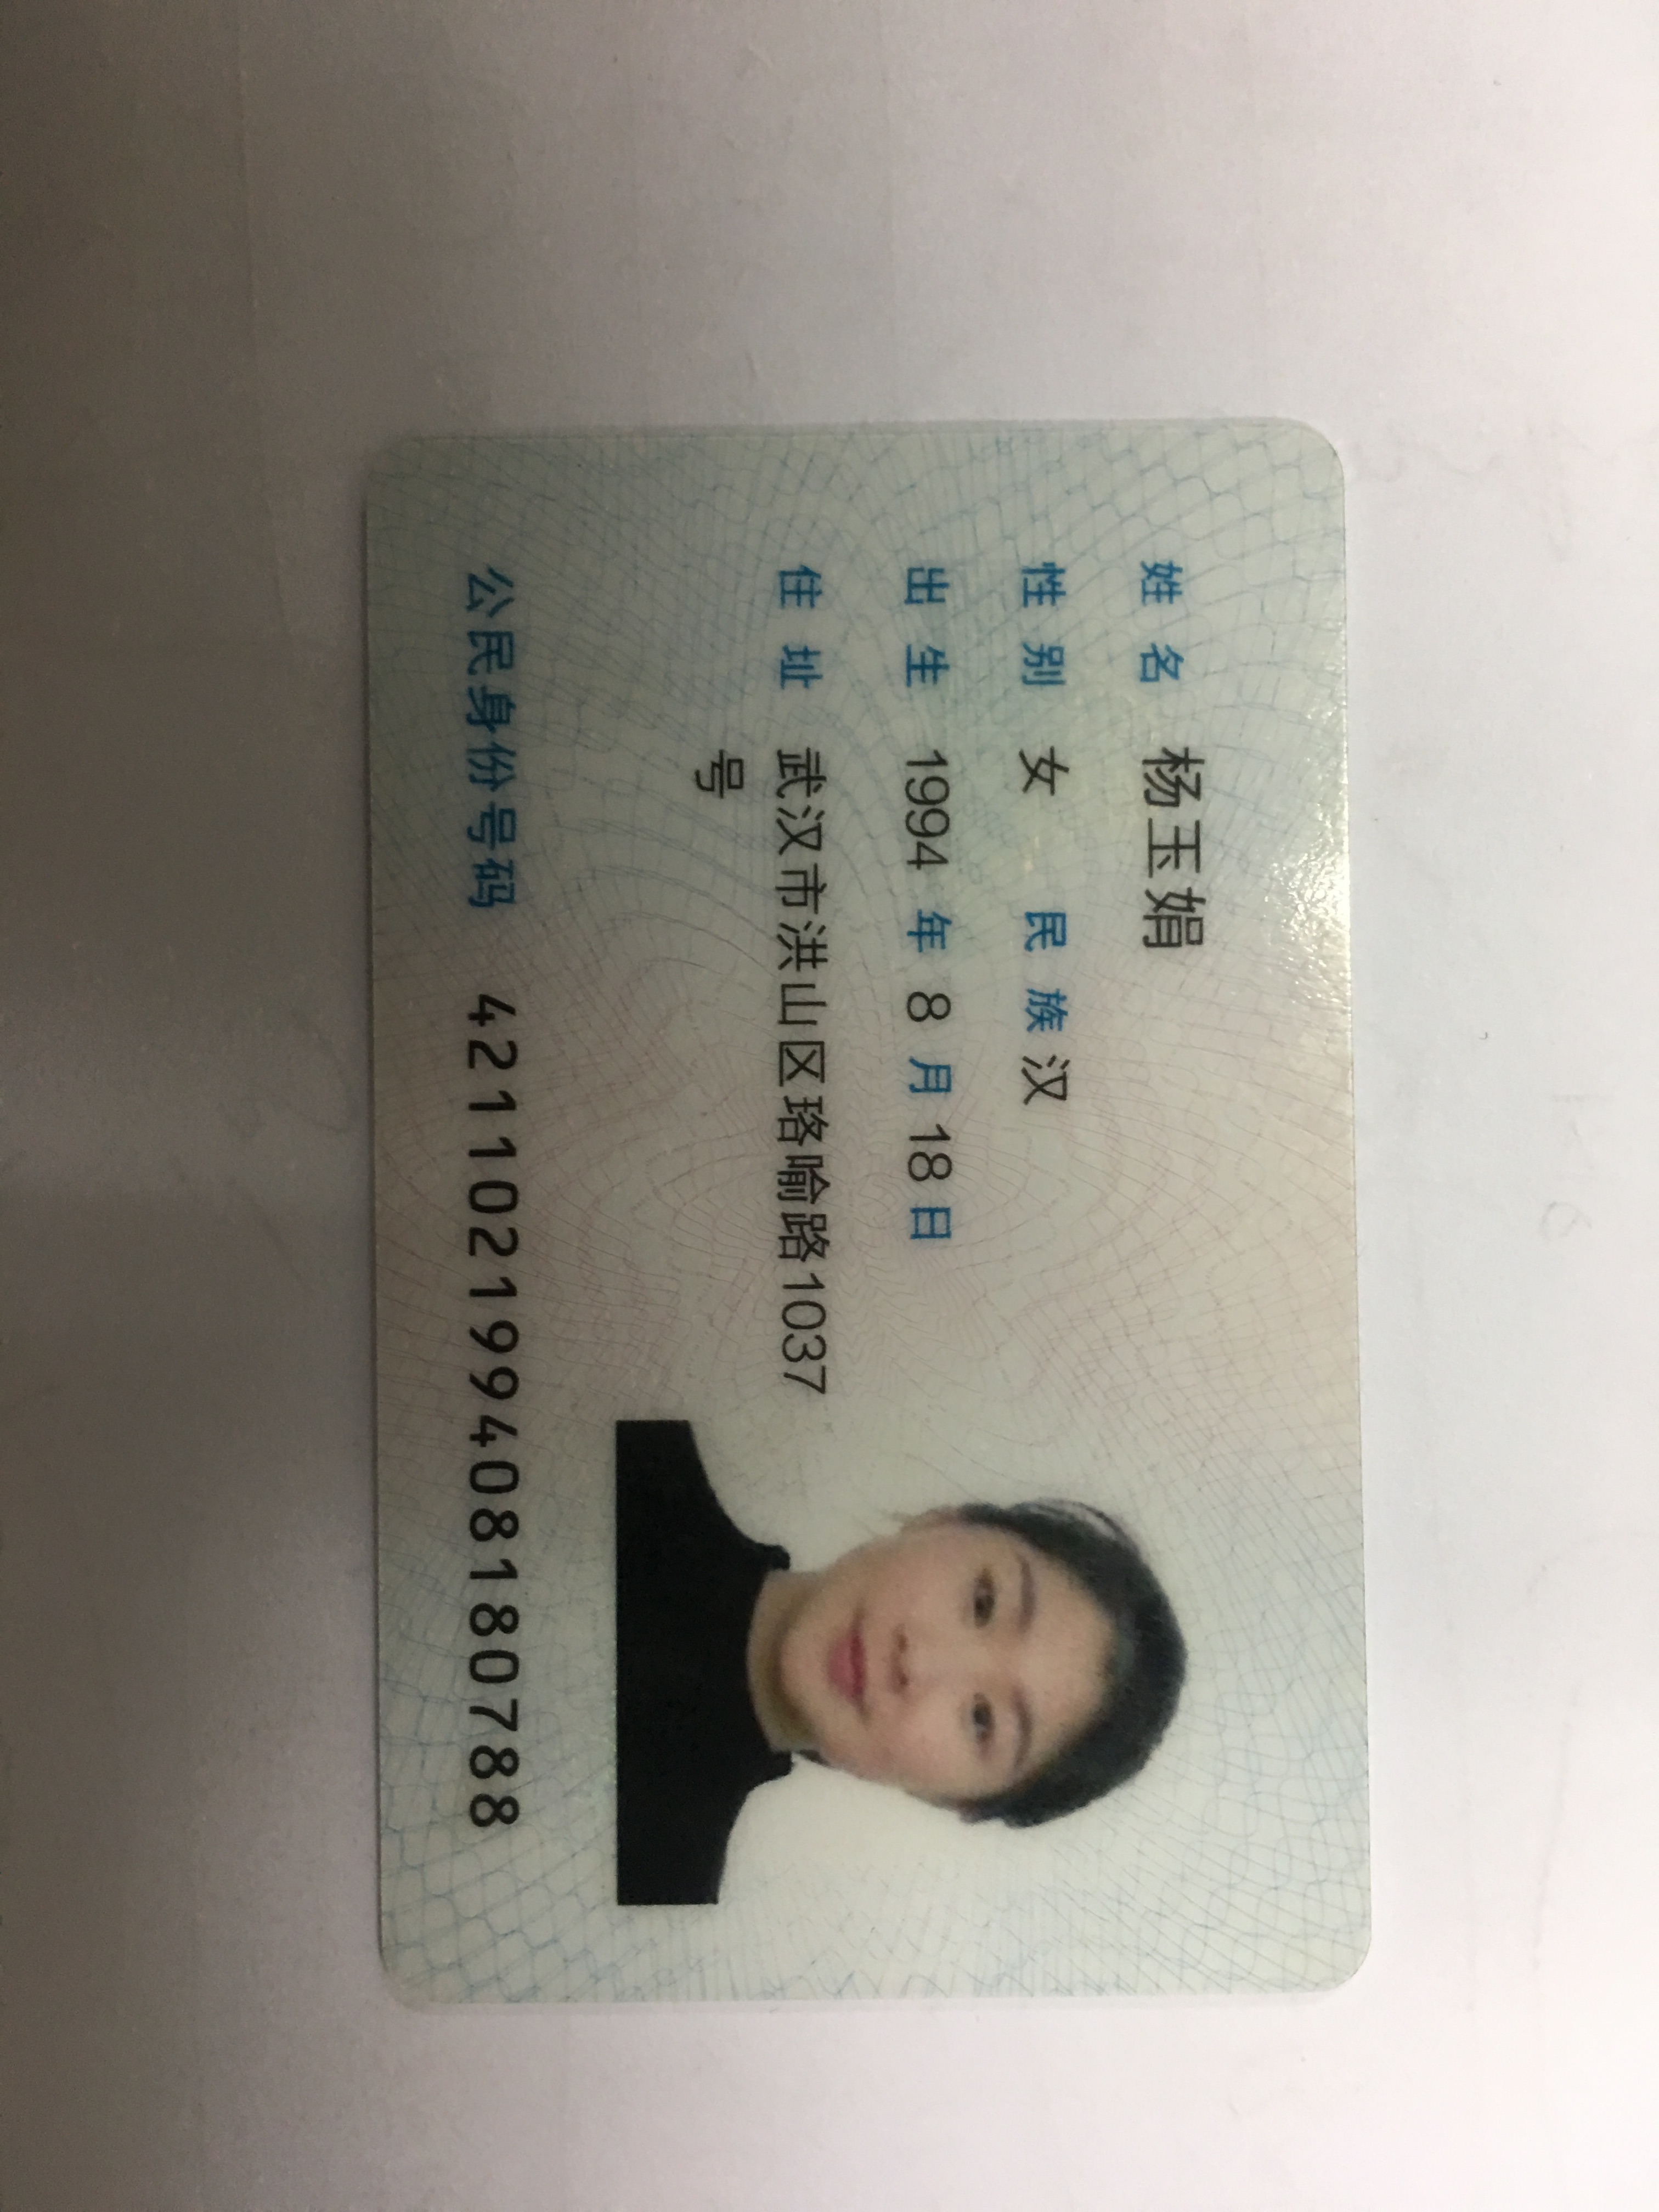 姓名 杨玉娟
性别 女 民族 汉
出生 1994 年 8 月 18 日
住址 武汉市洪山区珞喻路1037
号
公民身份号码 421102199408180788